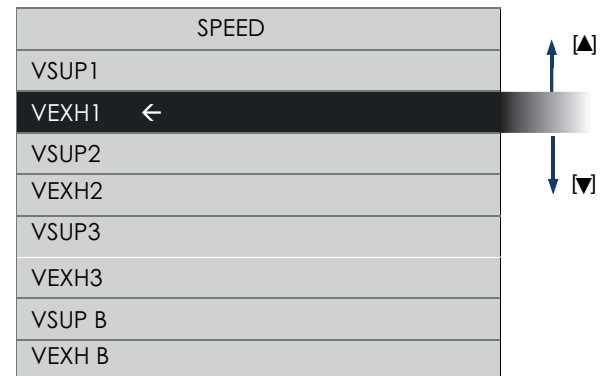 SPEED
[▲]
VSUP1
VEXH1 ←
VSUP2
VEXH2
[▼]
VSUP3
VEXH3
VSUP B
VEXH B